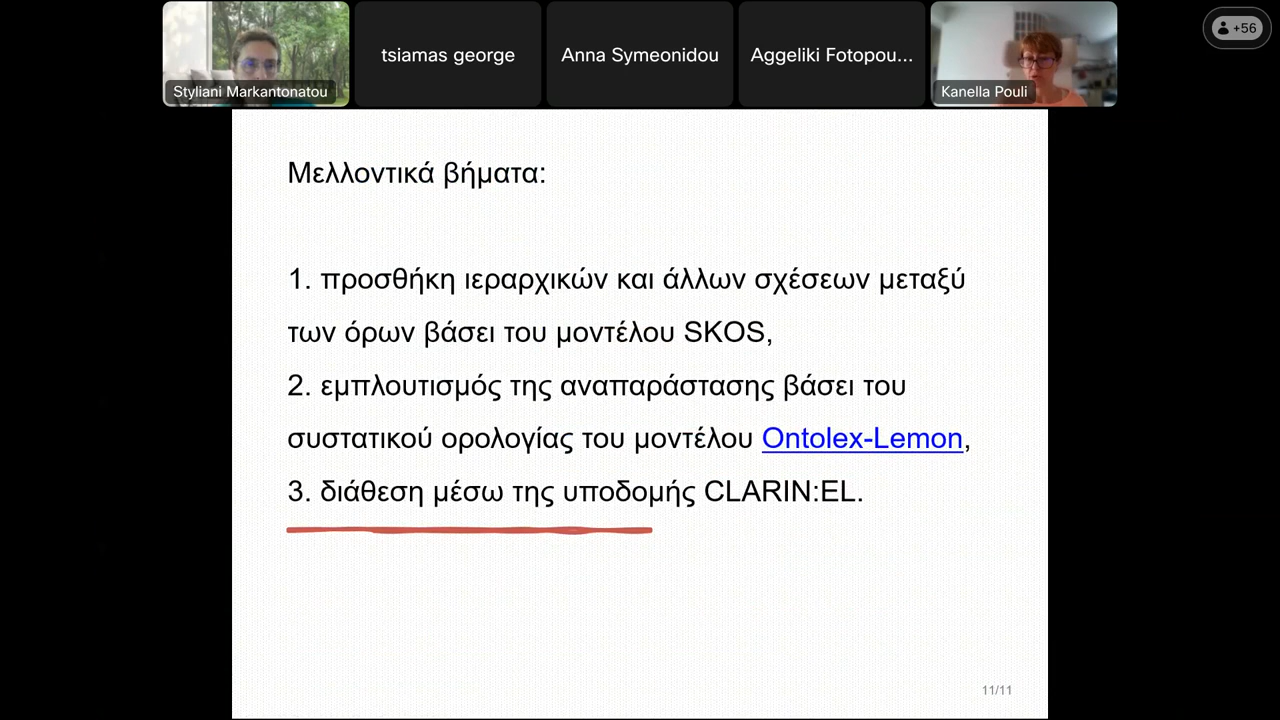 +56
tsiamas george
Anna Symeonidou
Aggeliki Fotopou...
Styliani Markantonatou
Kanella Pouli
Μελλοντικά βήματα:
1. προσθήκη ιεραρχικών και άλλων σχέσεων μεταξύ
των όρων βάσει του μοντέλου SKOS,
2. εμπλουτισμός της αναπαράστασης βάσει του
συστατικού ορολογίας του μοντέλου Ontolex-Lemon,
3. διάθεση μέσω της υποδομής CLARIN:EL.
11/11